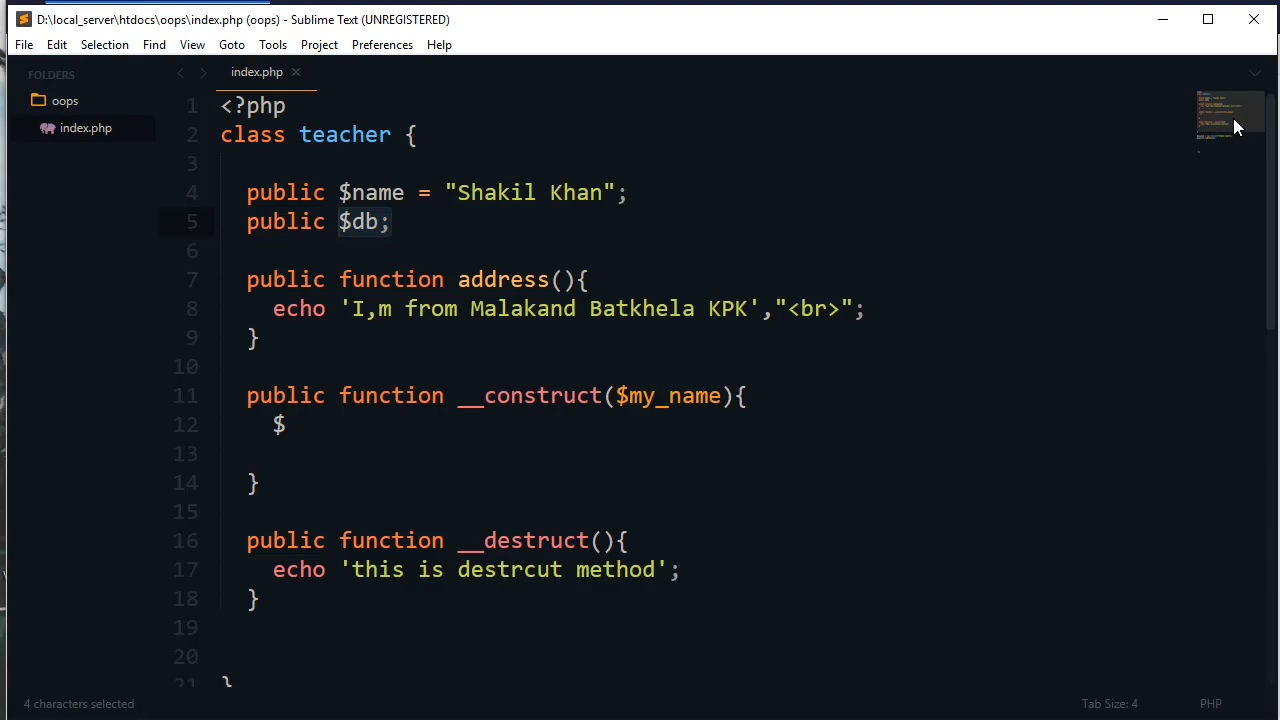 D:\local_server\htdocs\oops\index.php (oops) - Sublime Text (UNREGISTERED)
File Edit Selection Find View Goto Tools Project Preferences Help
FOLDERS
oops
index.php
index.php
1 <?php
2 class teacher {
3
4 public $name = "Shakil Khan";
5 public $db;
6
7 public function address(){
8 echo 'I,m from Malakand Batkhela KPK',"<br>";
9 }
10
11 public function __construct($my_name){
12 $
13
14 }
15
16 public function __destruct(){
17 echo 'this is destrcut method';
18 }
19
20
21 }
4 characters selected
Tab Size: 4
PHP